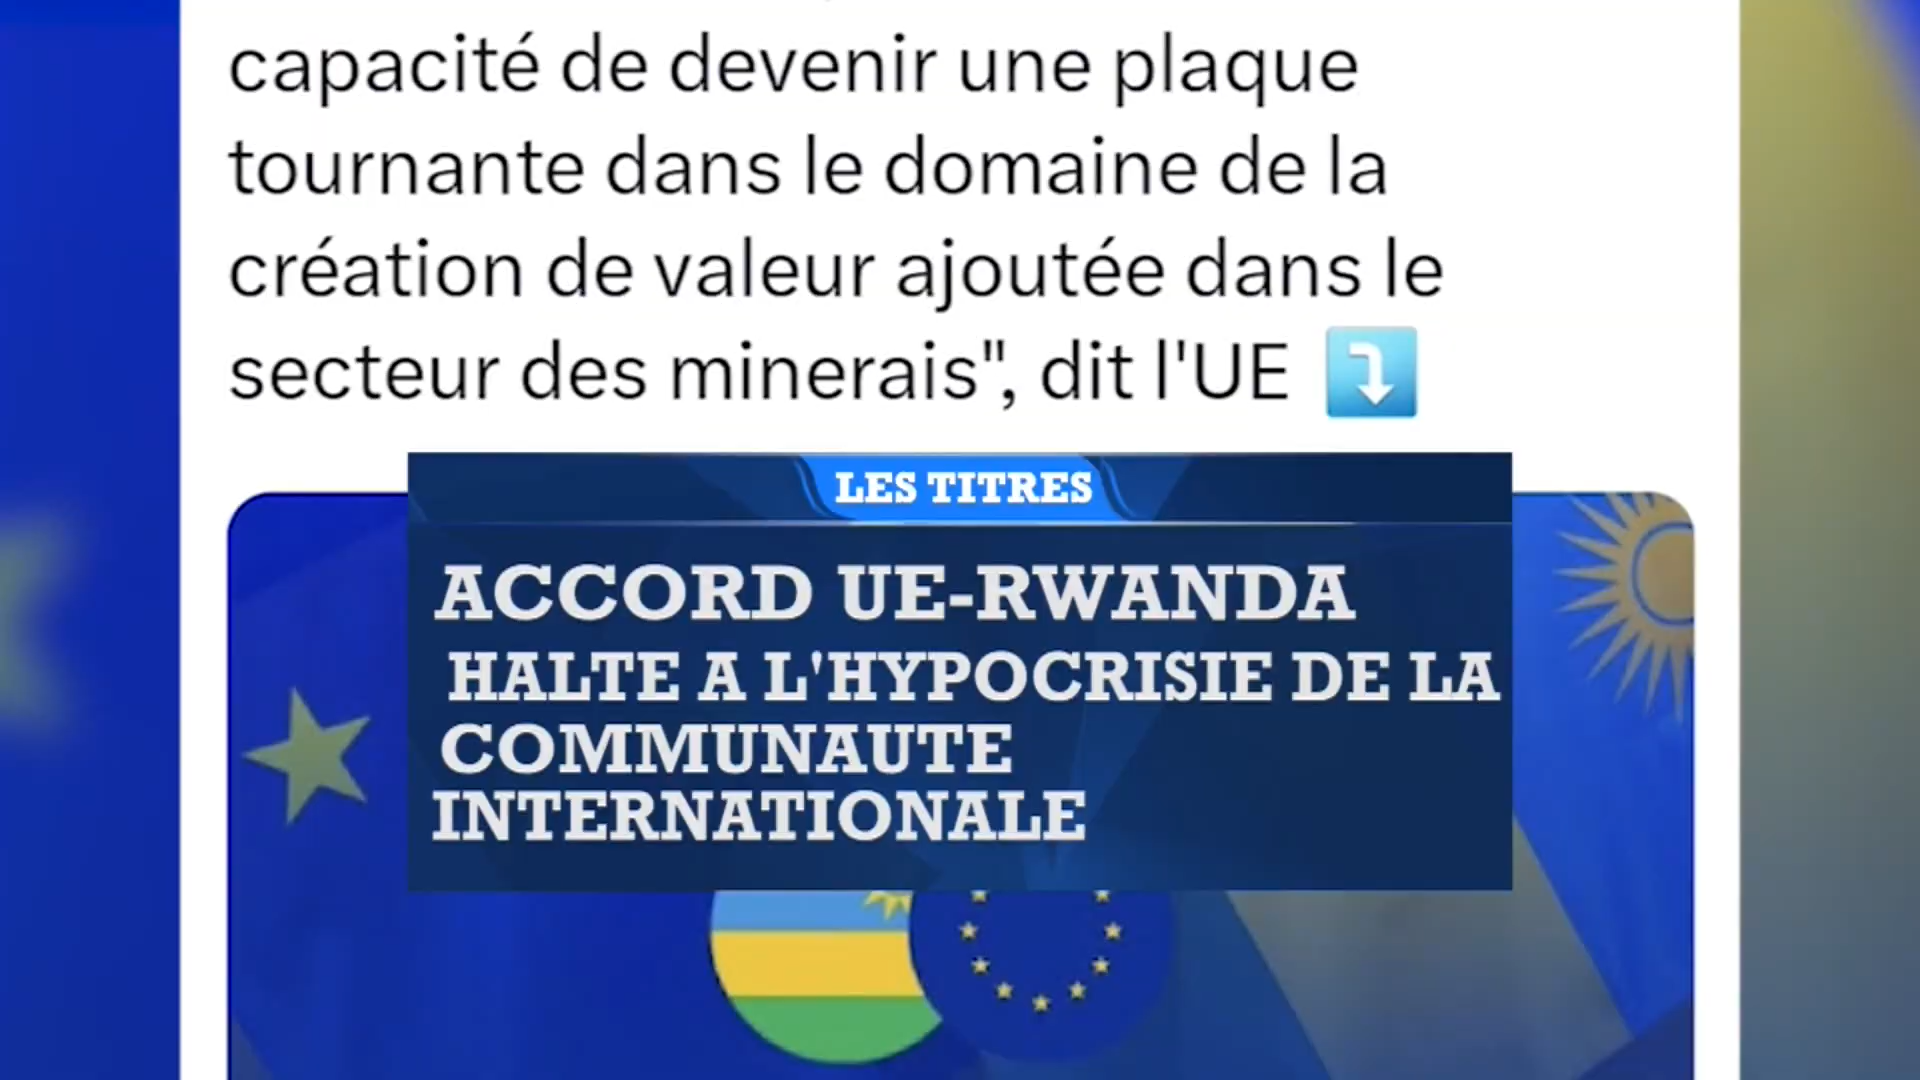 capacité de devenir une plaque
tournante dans le domaine de la
création de valeur ajoutée dans le
secteur des minerais", dit l'UE ⤵
LES TITRES
ACCORD UE-RWANDA
HALTE A L'HYPOCRISIE DE LA
COMMUNAUTE
INTERNATIONALE